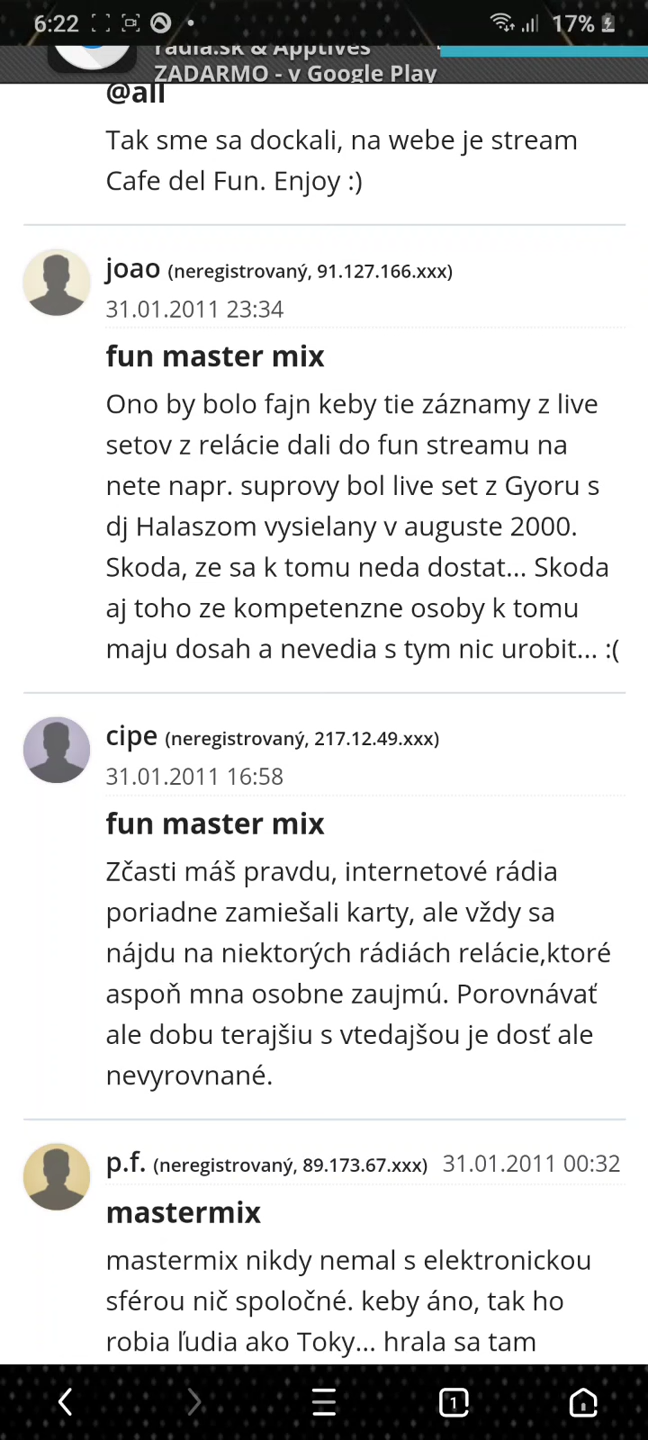 6:22
17%
radia.sk & Apptives
ZADARMO - v Google Play
@all
Tak sme sa dockali, na webe je stream
Cafe del Fun. Enjoy :)
joao (neregistrovaný, 91.127.166.xxx)
31.01.2011 23:34
fun master mix
Ono by bolo fajn keby tie záznamy z live
setov z relácie dali do fun streamu na
nete napr. suprovy bol live set z Gyoru s
dj Halaszom vysielany v auguste 2000.
Skoda, ze sa k tomu neda dostat... Skoda
aj toho ze kompetenzne osoby k tomu
maju dosah a nevedia s tym nic urobit... :(
cipe (neregistrovaný, 217.12.49.xxx)
31.01.2011 16:58
fun master mix
Zčasti máš pravdu, internetové rádia
poriadne zamiešali karty, ale vždy sa
nájdu na niektorých rádiách relácie,ktoré
aspoň mna osobne zaujmú. Porovnávať
ale dobu terajšiu s vtedajšou je dosť ale
nevyrovnané.
p.f. (neregistrovaný, 89.173.67.xxx) 31.01.2011 00:32
mastermix
mastermix nikdy nemal s elektronickou
sférou nič spoločné. keby áno, tak ho
robia ľudia ako Toky... hrala sa tam
1